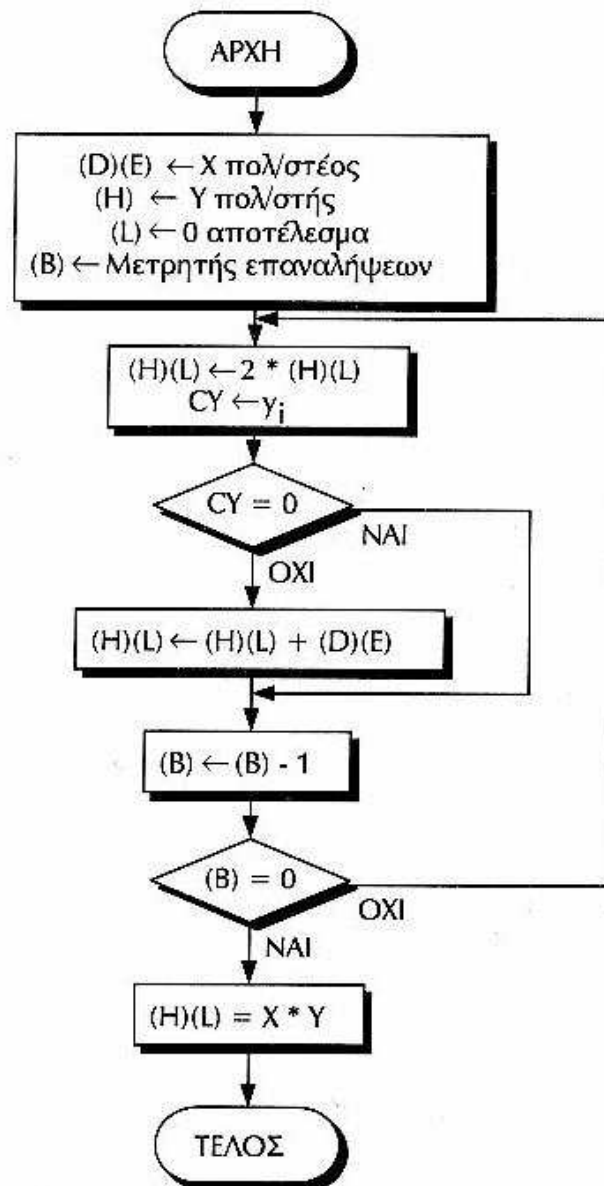 ΑΡΧΗ
(D)(E) ← X πολ/στέος
(H) ← Y πολ/στής
(L) ← 0 αποτέλεσμα
(B) ← Μετρητής επαναλήψεων
(H)(L) ← 2 * (H)(L)
CY ← yi
CY = 0
ΝΑΙ
ΟΧΙ
(H)(L) ← (H)(L) + (D)(E)
(B) ← (B) - 1
(B) = 0
ΟΧΙ
ΝΑΙ
(H)(L) = X * Y
ΤΕΛΟΣ